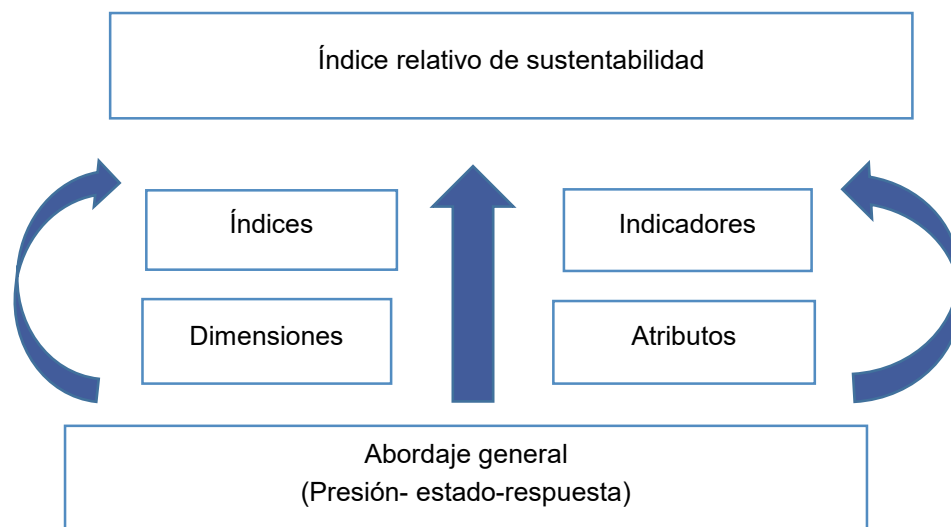 Índice relativo de sustentabilidad
Índices
Indicadores
Dimensiones
Atributos
Abordaje general
(Presión- estado-respuesta)